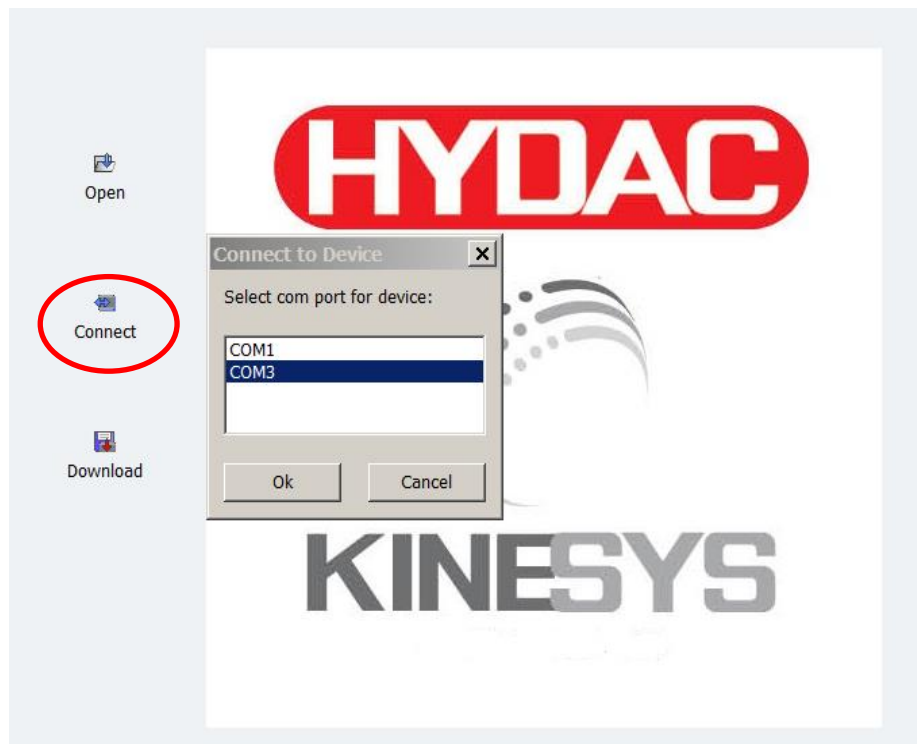 HYDAC
Open
Connect to Device
Select com port for device:
Connect
COM1
COM3
Download
Ok
Cancel
KINESYS